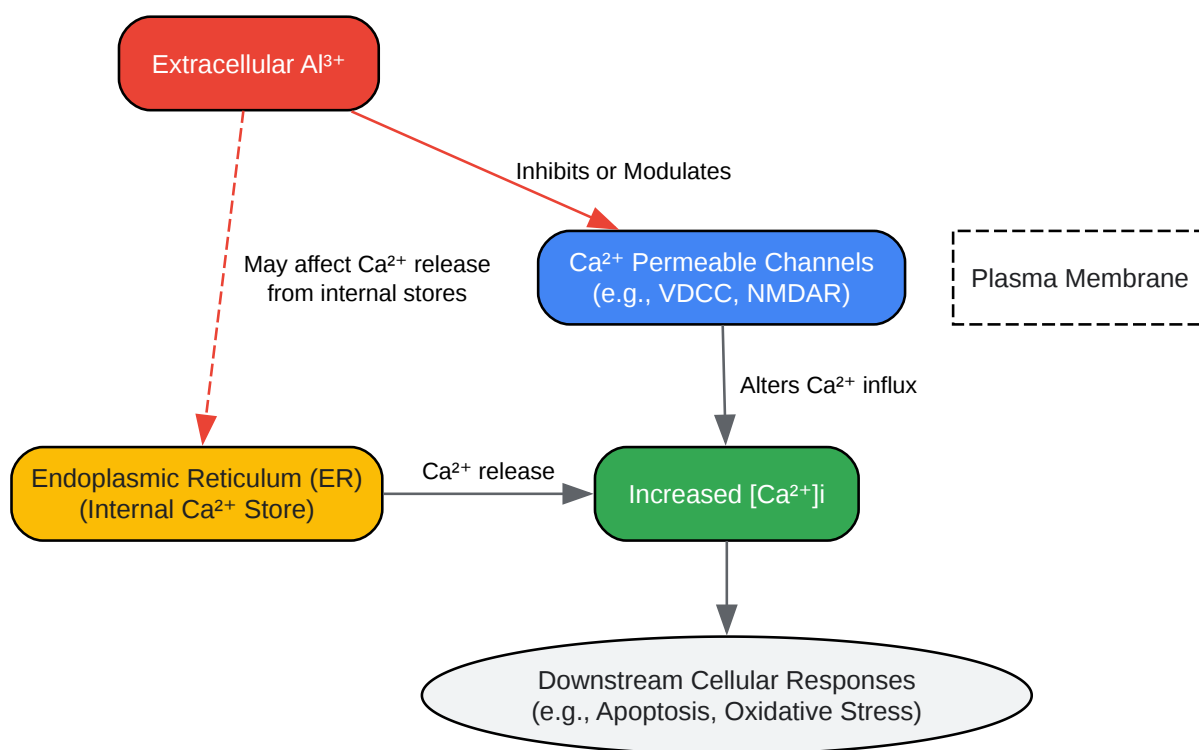 Extracellular Al³⁺
Inhibits or Modulates
May affect Ca²⁺ release
from internal stores
Ca²⁺ Permeable Channels
(e.g., VDCC, NMDAR)
Plasma Membrane
Alters Ca²⁺ influx
Endoplasmic Reticulum (ER)
(Internal Ca²⁺ Store)
Ca²⁺ release
Increased [Ca²⁺]i
Downstream Cellular Responses
(e.g., Apoptosis, Oxidative Stress)